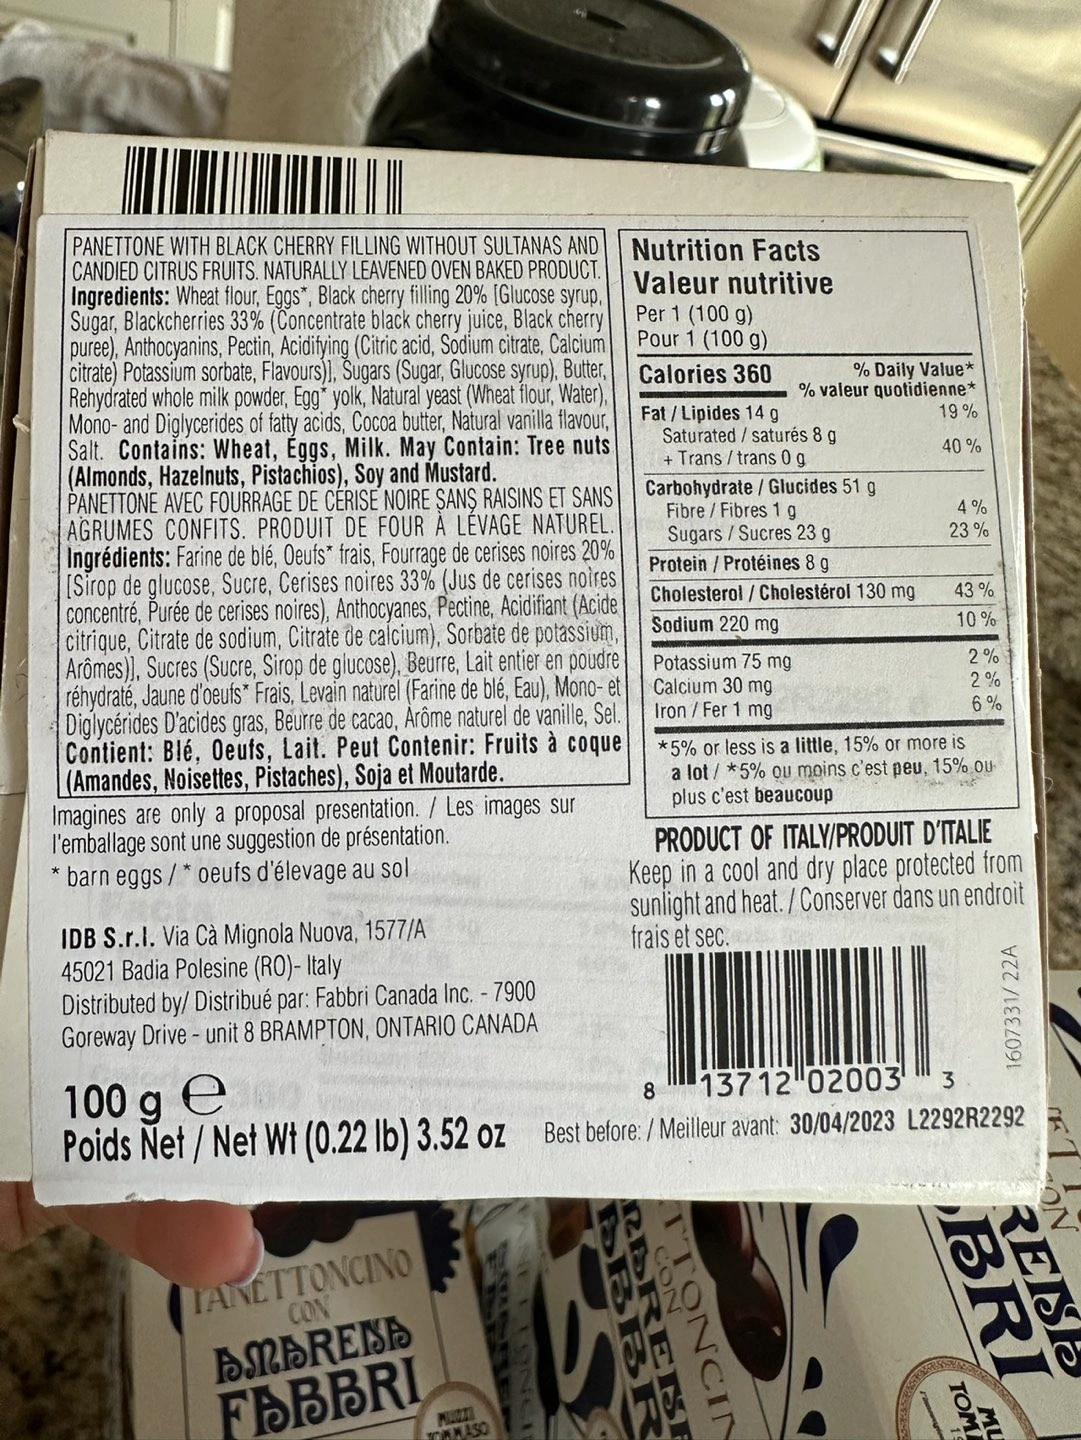 PANETTONE WITH BLACK CHERRY FILLING WITHOUT SULTANAS AND
CANDIED CITRUS FRUITS. NATURALLY LEAVENED OVEN BAKED PRODUCT.
Ingredients: Wheat flour, Eggs*, Black cherry filling 20% [Glucose syrup,
Sugar, Blackcherries 33% (Concentrate black cherry juice, Black cherry
puree), Anthocyanins, Pectin, Acidifying (Citric acid, Sodium citrate, Calcium
citrate) Potassium sorbate, Flavours)], Sugars (Sugar, Glucose syrup), Butter,
Rehydrated whole milk powder, Egg* yolk, Natural yeast (Wheat flour, Water),
Mono- and Diglycerides of fatty acids, Cocoa butter, Natural vanilla flavour,
Salt. Contains: Wheat, Eggs, Milk. May Contain: Tree nuts
(Almonds, Hazelnuts, Pistachios), Soy and Mustard.
PANETTONE AVEC FOURRAGE DE CERISE NOIRE SANS RAISINS ET SANS
AGRUMES CONFITS. PRODUIT DE FOUR À LEVAGE NATUREL.
Ingrédients: Farine de blé, Oeufs* frais, Fourrage de cerises noires 20%
[Sirop de glucose, Sucre, Cerises noires 33% (Jus de cerises noires
concentré, Purée de cerises noires), Anthocyanes, Pectine, Acidifiant (Acide
citrique, Citrate de sodium, Citrate de calcium), Sorbate de potassium,
Arômes)], Sucres (Sucre, Sirop de glucose), Beurre, Lait entier en poudre
réhydraté, Jaune d'oeufs* Frais, Levain naturel (Farine de blé, Eau), Mono- et
Diglycérides D'acides gras, Beurre de cacao, Arôme naturel de vanille, Sel.
Contient: Blé, Oeufs, Lait. Peut Contenir: Fruits à coque
(Amandes, Noisettes, Pistaches), Soja et Moutarde.
Imagines are only a proposal presentation. / Les images sur
l'emballage sont une suggestion de présentation.
* barn eggs / * oeufs d'élevage au sol
IDB S.r.l. Via Cà Mignola Nuova, 1577/A
45021 Badia Polesine (RO)- Italy
Distributed by/ Distribué par: Fabbri Canada Inc. - 7900
Goreway Drive - unit 8 BRAMPTON, ONTARIO CANADA
100 g e
Poids Net / Net Wt (0.22 lb) 3.52 oz
Nutrition Facts
Valeur nutritive
Per 1 (100 g)
Pour 1 (100 g)
Calories 360 % Daily Value*
% valeur quotidienne*
Fat / Lipides 14 g 19 %
Saturated / saturés 8 g 40 %
+ Trans / trans 0 g
Carbohydrate / Glucides 51 g
Fibre / Fibres 1 g 4 %
Sugars / Sucres 23 g 23 %
Protein / Protéines 8 g
Cholesterol / Cholestérol 130 mg 43 %
Sodium 220 mg 10 %
Potassium 75 mg 2 %
Calcium 30 mg 2 %
Iron / Fer 1 mg 6 %
*5% or less is a little, 15% or more is
a lot / *5% ou moins c'est peu, 15% ou
plus c'est beaucoup
PRODUCT OF ITALY/PRODUIT D'ITALIE
Keep in a cool and dry place protected from
sunlight and heat. / Conserver dans un endroit
frais et sec.
1607331/ 22A
8 13712 02003 3
Best before: / Meilleur avant: 30/04/2023 L2292R2292
PANETTONCINO
CON
AMARENA
FABBRI
MUZZI
TOMMASO